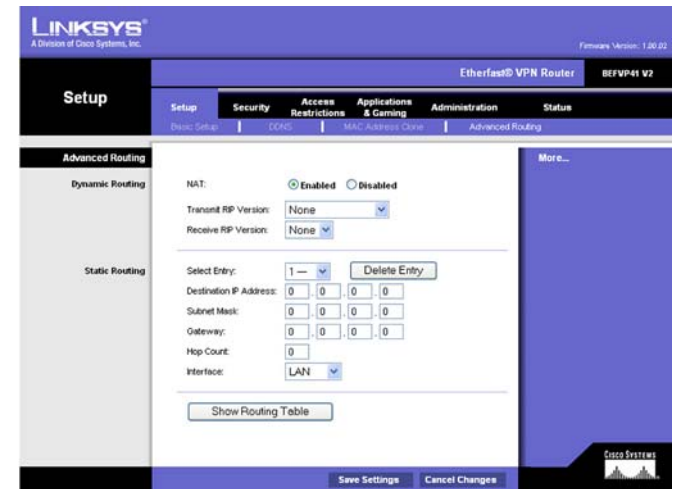 LINKSYS®
A Division of Cisco Systems, Inc.
Firmware Version: 1.00.02
Etherfast® VPN Router BEFVP41 V2
Setup
Setup Security Access Restrictions Applications & Gaming Administration Status
Basic Setup DDNS MAC Address Clone Advanced Routing
Advanced Routing
More...
Dynamic Routing
NAT: Enabled Disabled
Transmit RIP Version: None
Receive RIP Version: None
Static Routing
Select Entry: 1 — Delete Entry
Destination IP Address: 0 . 0 . 0 . 0
Subnet Mask: 0 . 0 . 0 . 0
Gateway: 0 . 0 . 0 . 0
Hop Count: 0
Interface: LAN
Show Routing Table
CISCO SYSTEMS
Save Settings Cancel Changes